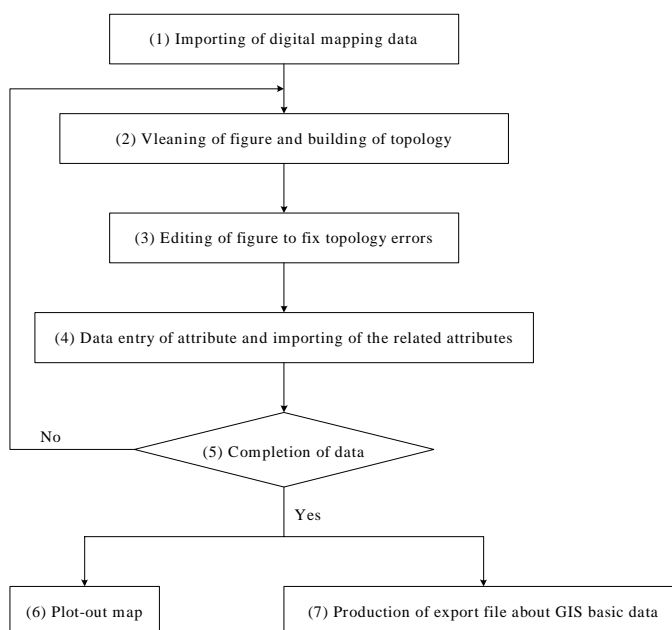 (1) Importing of digital mapping data
(2) Vleaning of figure and building of topology
(3) Editing of figure to fix topology errors
(4) Data entry of attribute and importing of the related attributes
No
(5) Completion of data
Yes
(6) Plot-out map
(7) Production of export file about GIS basic data